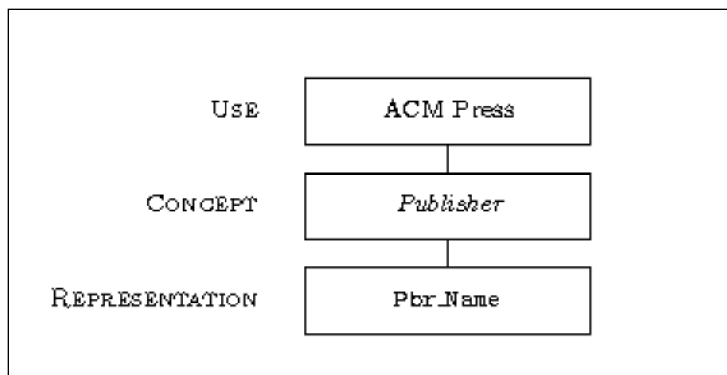 USE ACM Press
CONCEPT Publisher
REPRESENTATION Pbr_Name